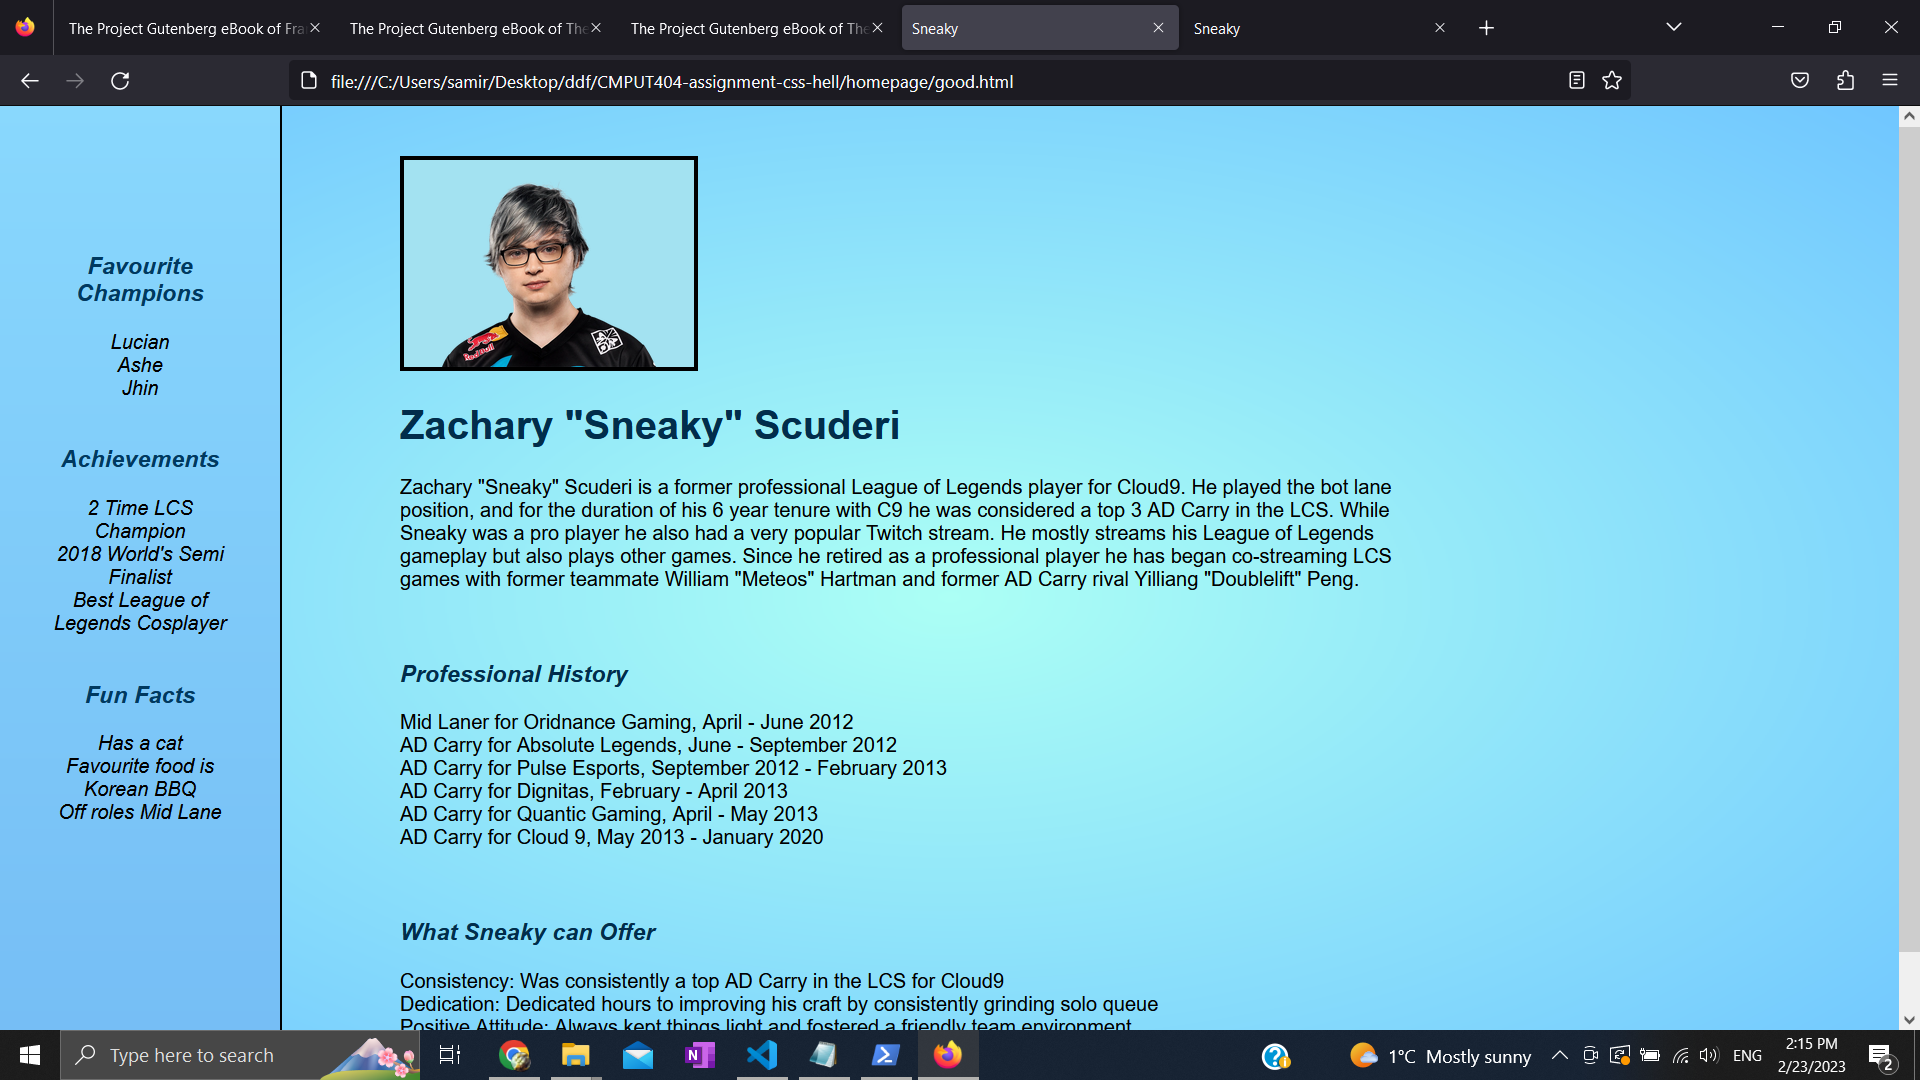 The Project Gutenberg eBook of Fra
The Project Gutenberg eBook of The
The Project Gutenberg eBook of The
Sneaky
Sneaky
file:///C:/Users/samir/Desktop/ddf/CMPUT404-assignment-css-hell/homepage/good.html
Favourite
Champions
Lucian
Ashe
Jhin
Achievements
2 Time LCS
Champion
2018 World's Semi
Finalist
Best League of
Legends Cosplayer
Fun Facts
Has a cat
Favourite food is
Korean BBQ
Off roles Mid Lane
Red Bull
Zachary "Sneaky" Scuderi
Zachary "Sneaky" Scuderi is a former professional League of Legends player for Cloud9. He played the bot lane
position, and for the duration of his 6 year tenure with C9 he was considered a top 3 AD Carry in the LCS. While
Sneaky was a pro player he also had a very popular Twitch stream. He mostly streams his League of Legends
gameplay but also plays other games. Since he retired as a professional player he has began co-streaming LCS
games with former teammate William "Meteos" Hartman and former AD Carry rival Yilliang "Doublelift" Peng.
Professional History
Mid Laner for Oridnance Gaming, April - June 2012
AD Carry for Absolute Legends, June - September 2012
AD Carry for Pulse Esports, September 2012 - February 2013
AD Carry for Dignitas, February - April 2013
AD Carry for Quantic Gaming, April - May 2013
AD Carry for Cloud 9, May 2013 - January 2020
What Sneaky can Offer
Consistency: Was consistently a top AD Carry in the LCS for Cloud9
Dedication: Dedicated hours to improving his craft by consistently grinding solo queue
Positive Attitude: Always kept things light and fostered a friendly team environment
Type here to search
N
1°C Mostly sunny
ENG
2:15 PM
2/23/2023
2